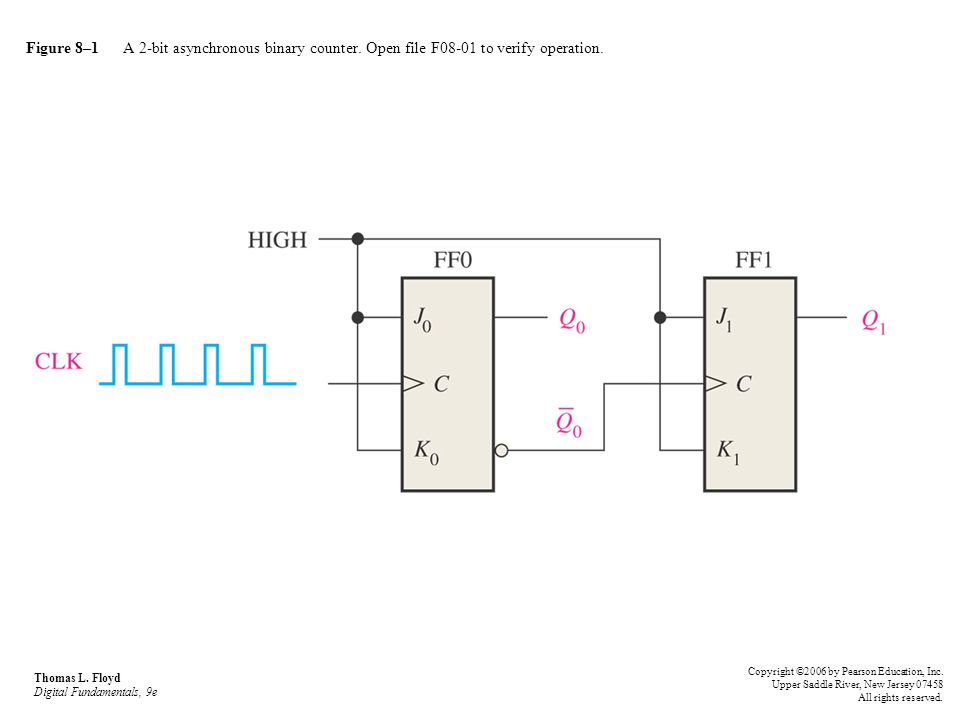 Figure 8–1 A 2-bit asynchronous binary counter. Open file F08-01 to verify operation.
HIGH
FF0
FF1
J0
Q0
J1
Q1
CLK
C
C
Q̅0
K0
K1
Thomas L. Floyd
Digital Fundamentals, 9e
Copyright ©2006 by Pearson Education, Inc.
Upper Saddle River, New Jersey 07458
All rights reserved.